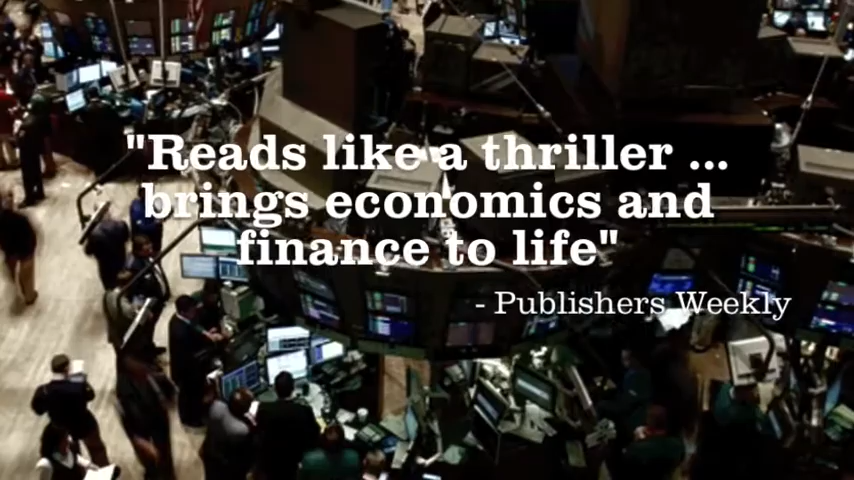 "Reads like a thriller ...
brings economics and
finance to life"
- Publishers Weekly